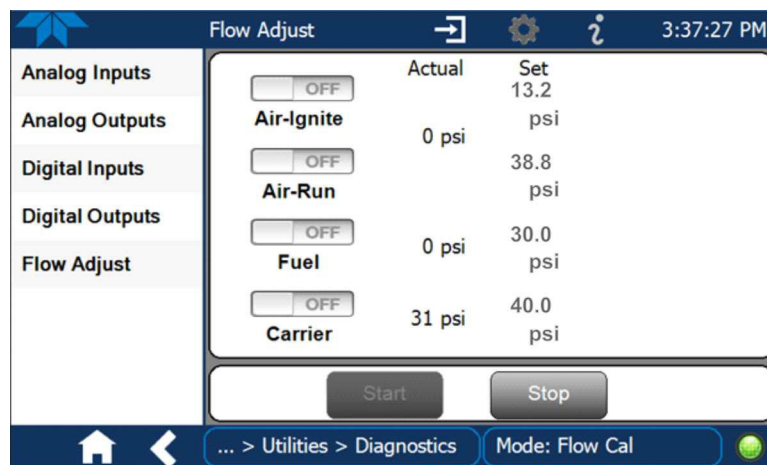 Flow Adjust
3:37:27 PM
Analog Inputs
Analog Outputs
Digital Inputs
Digital Outputs
Flow Adjust
Actual
Set
OFF
13.2
psi
Air-Ignite
0 psi
OFF
38.8
psi
Air-Run
OFF
30.0
psi
Fuel
0 psi
OFF
40.0
psi
Carrier
31 psi
Start
Stop
... > Utilities > Diagnostics
Mode: Flow Cal